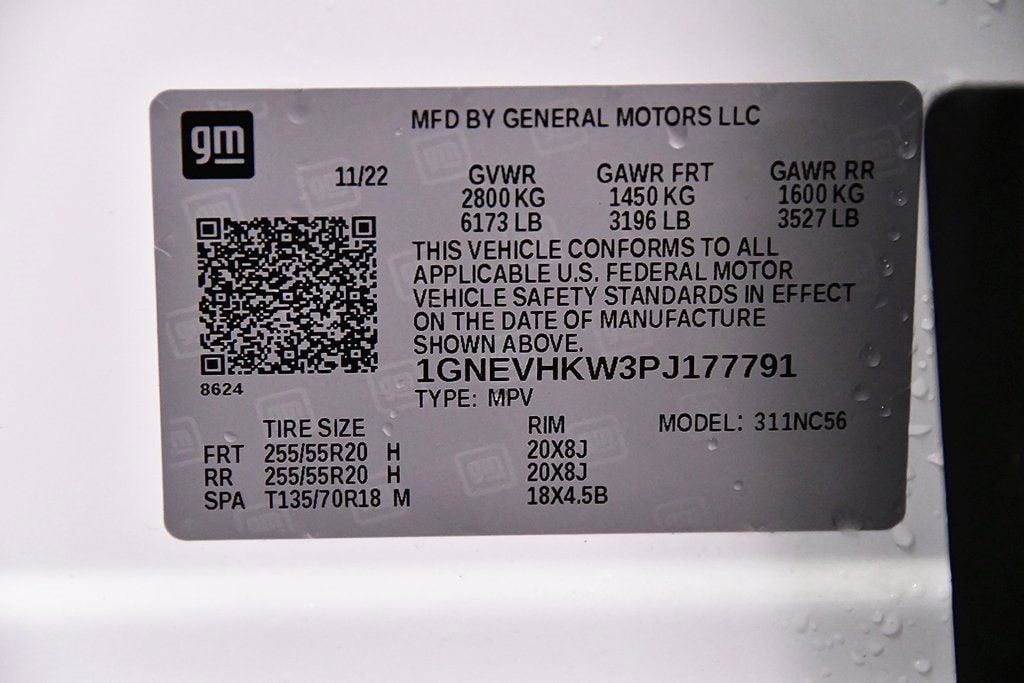 gm
MFD BY GENERAL MOTORS LLC
11/22 GVWR GAWR FRT GAWR RR
2800 KG 1450 KG 1600 KG
6173 LB 3196 LB 3527 LB
THIS VEHICLE CONFORMS TO ALL
APPLICABLE U.S. FEDERAL MOTOR
VEHICLE SAFETY STANDARDS IN EFFECT
ON THE DATE OF MANUFACTURE
SHOWN ABOVE.
1GNEVHKW3PJ177791
8624
TYPE: MPV
TIRE SIZE RIM MODEL: 311NC56
FRT 255/55R20 H 20X8J
RR 255/55R20 H 20X8J
SPA T135/70R18 M 18X4.5B